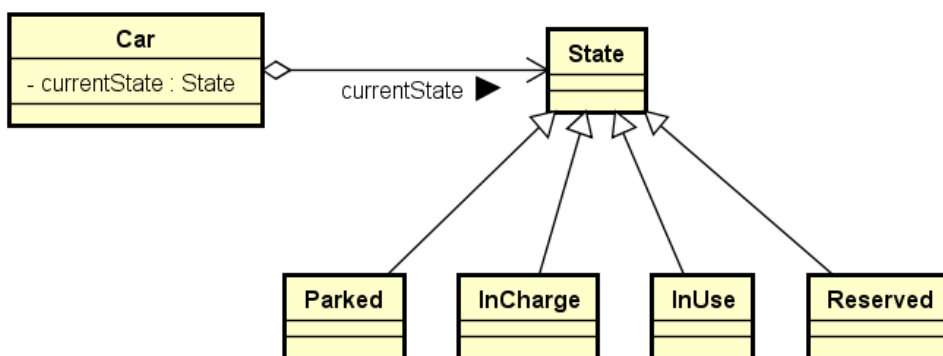 Car
- currentState : State
currentState ▶
State
Parked
InCharge
InUse
Reserved